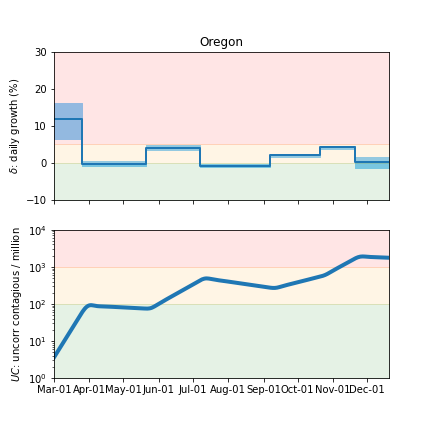 Oregon
δ: daily growth (%)
30
20
10
0
−10
UC: uncorr contagious / million
10⁴
10³
10²
10¹
10⁰
Mar-01 Apr-01 May-01 Jun-01 Jul-01 Aug-01 Sep-01 Oct-01 Nov-01 Dec-01